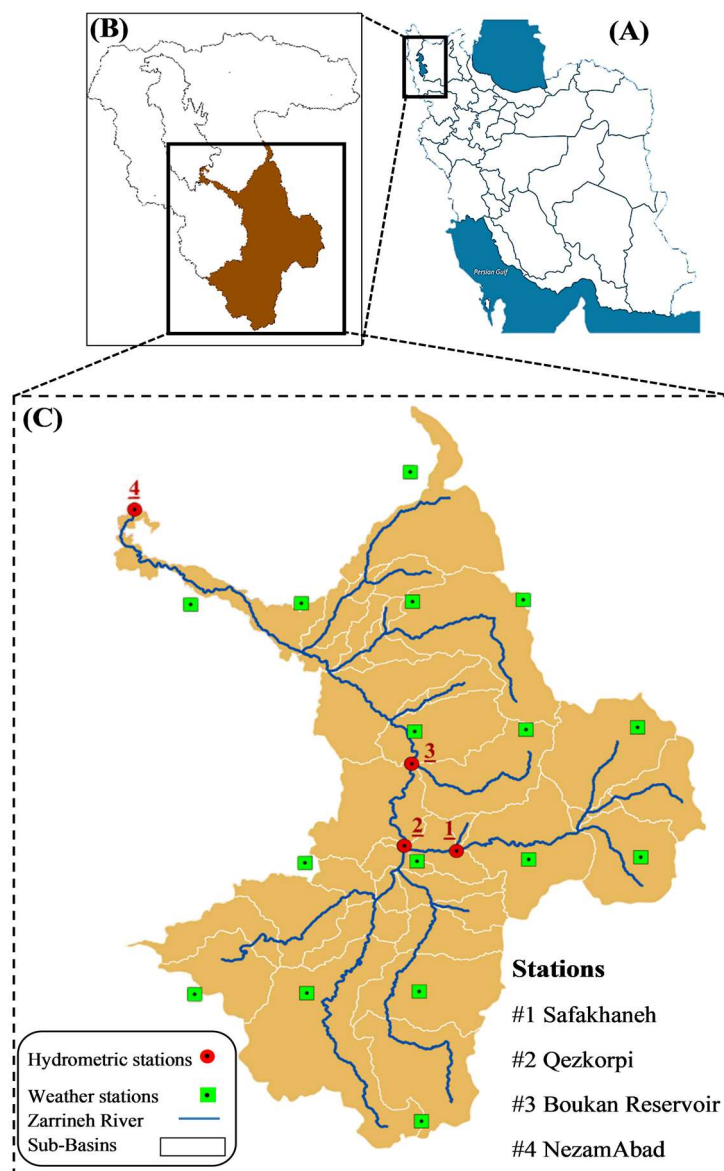 (B)
(A)
Persian Gulf
(C)
4
3
2
1
Stations
#1 Safakhaneh
#2 Qezkorpi
#3 Boukan Reservoir
#4 NezamAbad
Hydrometric stations
Weather stations
Zarrineh River
Sub-Basins